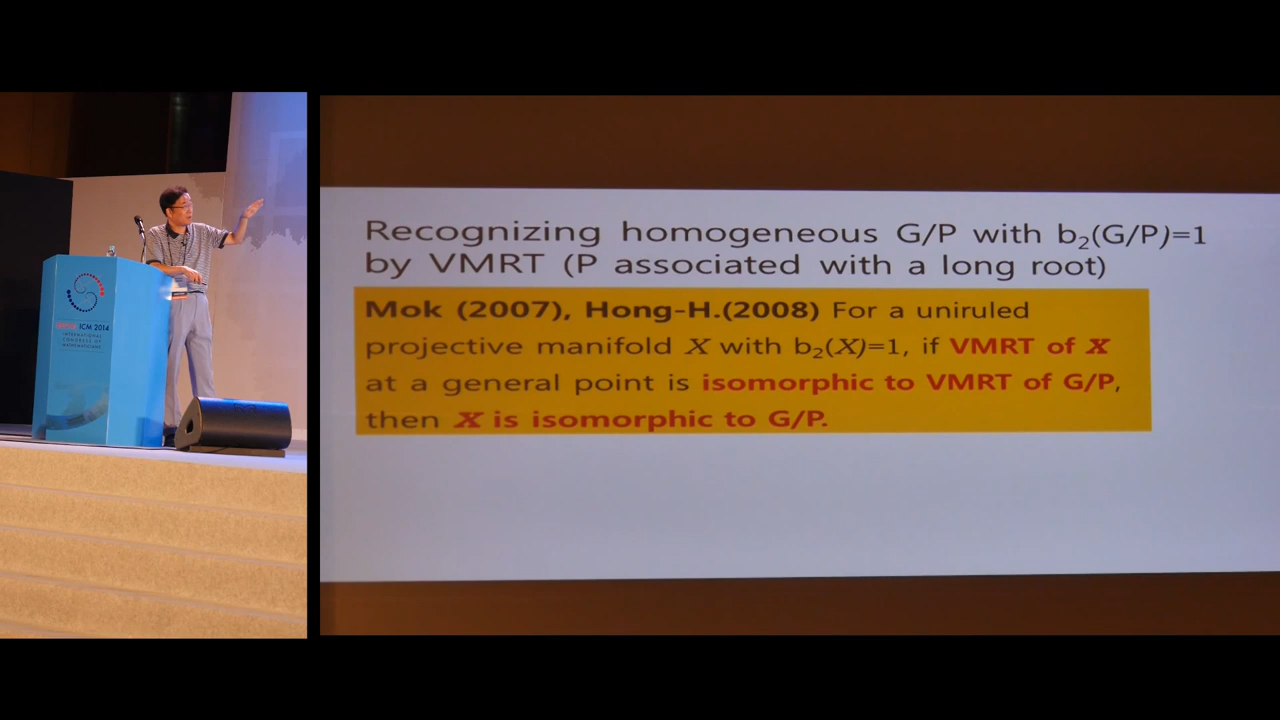 Recognizing homogeneous G/P with b₂(G/P)=1
by VMRT (P associated with a long root)
Mok (2007), Hong-H.(2008) For a uniruled
projective manifold X with b₂(X)=1, if VMRT of X
at a general point is isomorphic to VMRT of G/P,
then X is isomorphic to G/P.
ICM 2014
INTERNATIONAL
CONGRESS OF
MATHEMATICIANS